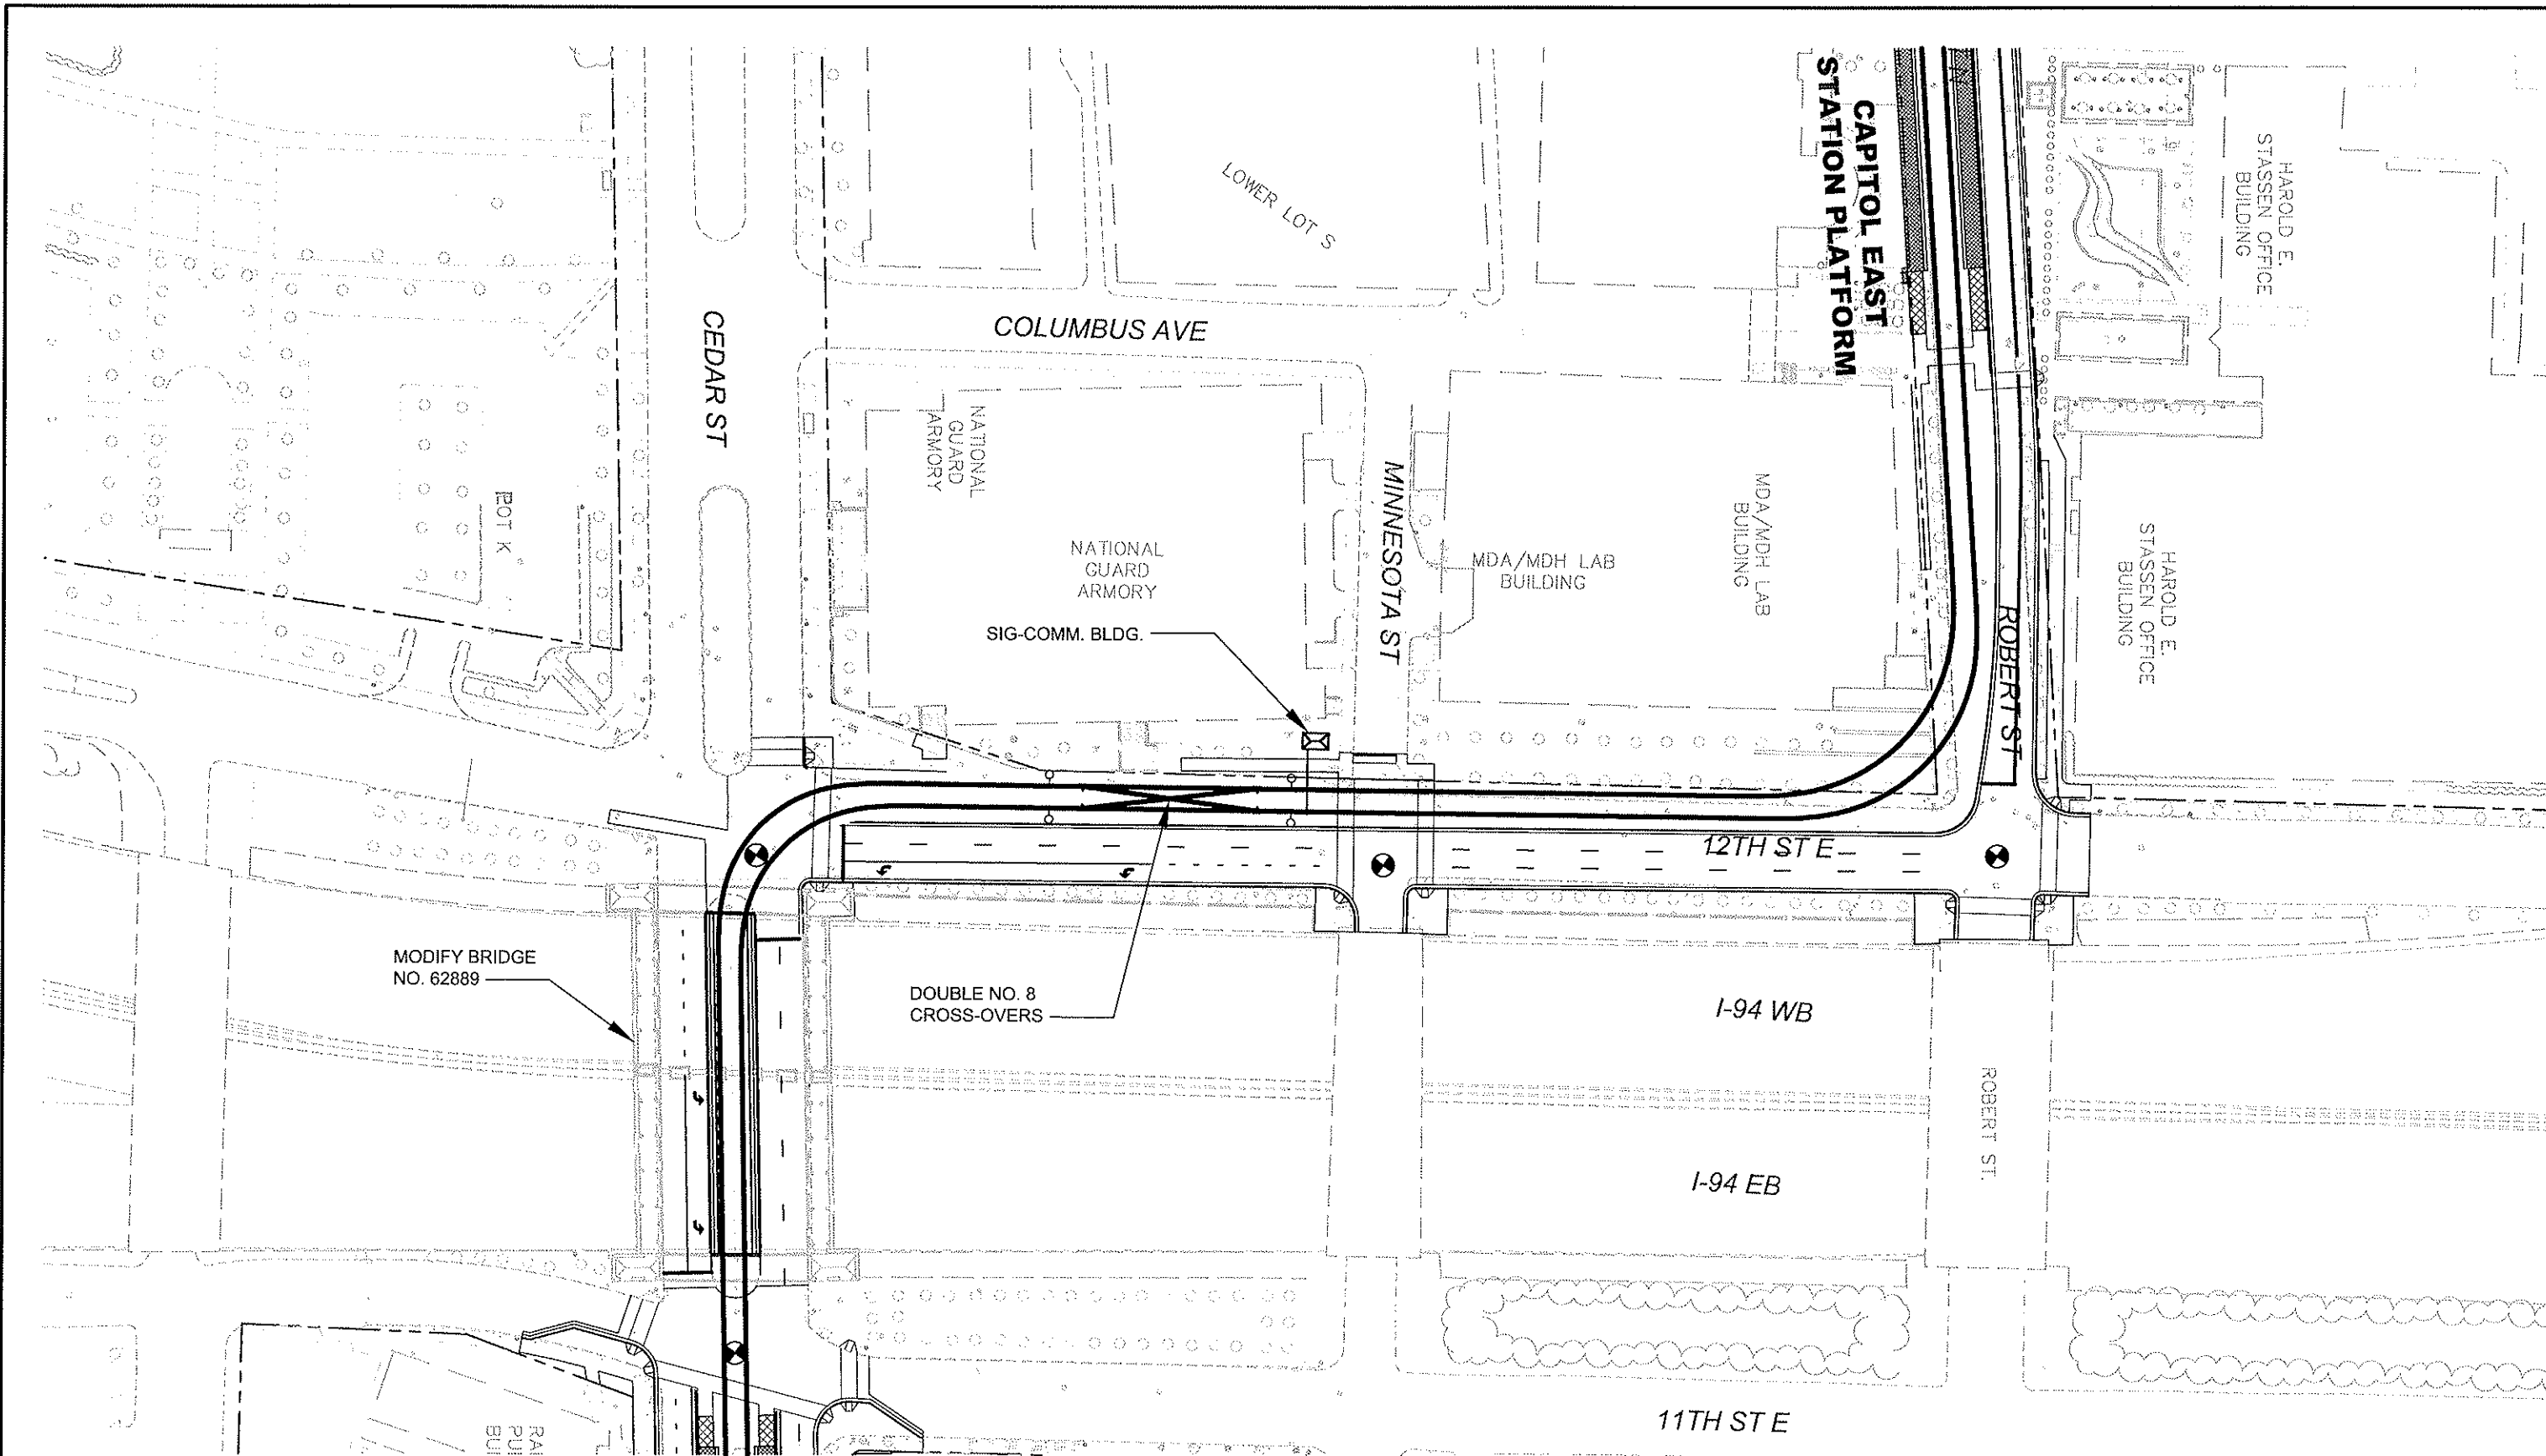 CAPITOL EAST
STATION PLATFORM
HAROLD E.
STASSEN OFFICE
BUILDING
LOWER LOT S
COLUMBUS AVE
CEDAR ST
NATIONAL
GUARD
ARMORY
NATIONAL
GUARD
ARMORY
LOT K
MINNESOTA ST
MDA/MDH LAB
BUILDING
MDA/MDH LAB
BUILDING
HAROLD E.
STASSEN OFFICE
BUILDING
SIG-COMM. BLDG.
ROBERT ST
12TH ST E
MODIFY BRIDGE
NO. 62889
DOUBLE NO. 8
CROSS-OVERS
I-94 WB
I-94 EB
ROBERT ST.
11TH ST E